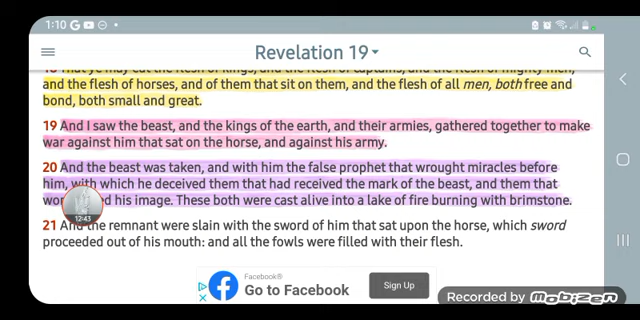 1:10
Revelation 19
and the flesh of horses, and of them that sit on them, and the flesh of all men, both free and
bond, both small and great.
19 And I saw the beast, and the kings of the earth, and their armies, gathered together to make
war against him that sat on the horse, and against his army.
20 And the beast was taken, and with him the false prophet that wrought miracles before
him, with which he deceived them that had received the mark of the beast, and them that
his image. These both were cast alive into a lake of fire burning with brimstone.
12:43
21 And the remnant were slain with the sword of him that sat upon the horse, which sword
proceeded out of his mouth: and all the fowls were filled with their flesh.
Facebook®
Go to Facebook
Sign Up
Recorded by Mobizen